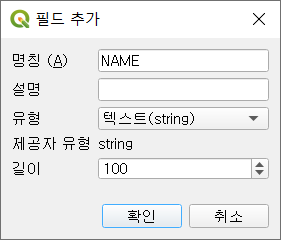 필드 추가
명칭 (A) NAME
설명
유형 텍스트(string)
제공자 유형 string
길이 100
확인 취소